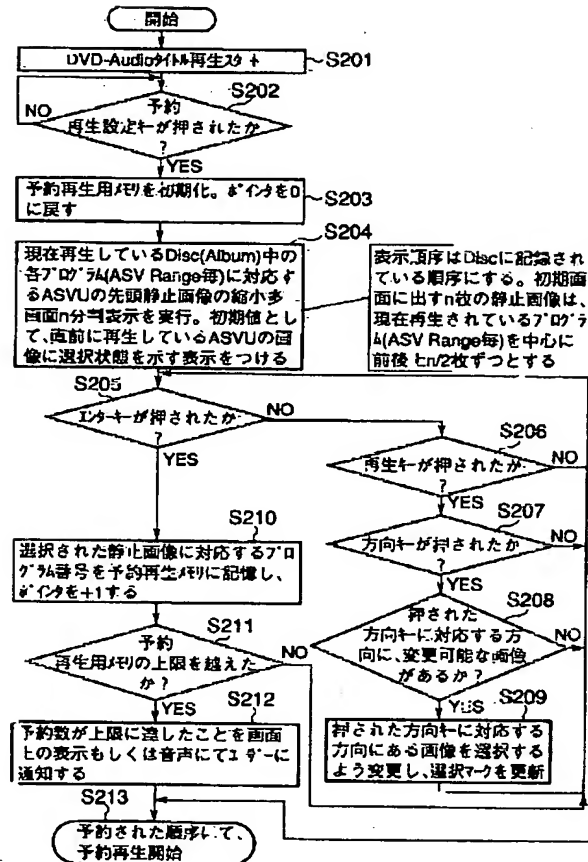 開始
DVD-Audioタイトル再生スタート
S201
S202
NO
予約
再生設定キーが押されたか
?
YES
予約再生用メモリを初期化。ポインタを0
に戻す
S203
S204
現在再生しているDisc(Album)中の
各プログラム(ASV Range毎)に対応す
るASVUの先頭静止画像の縮小多
画面n分割表示を実行。初期値とし
て、直前に再生しているASVUの画
像に選択状態を示す表示をつける
表示順序はDiscに記録され
ている順序にする。初期画
面に出すn枚の静止画像は、
現在再生されているプログラ
ム(ASV Range毎)を中心に
前後にn/2枚ずつとする
S205
エンターキーが押されたか
?
NO
YES
S206
再生キーが押されたか
?
NO
YES
S207
方向キーが押されたか
?
NO
YES
S208
押された
方向キーに対応する方
向に、変更可能な画像
があるか?
NO
YES
S209
押された方向キーに対応する
方向にある画像を選択する
よう変更し、選択マークを更新
S210
選択された静止画像に対応するプロ
グラム番号を予約再生メモリに記憶し、
ポインタを+1する
S211
予約
再生用メモリの上限を越えた
か?
NO
YES
S212
予約数が上限に達したことを画面
上の表示もしくは音声にてユーザーに
通知する
S213
予約された順序にて、
予約再生開始